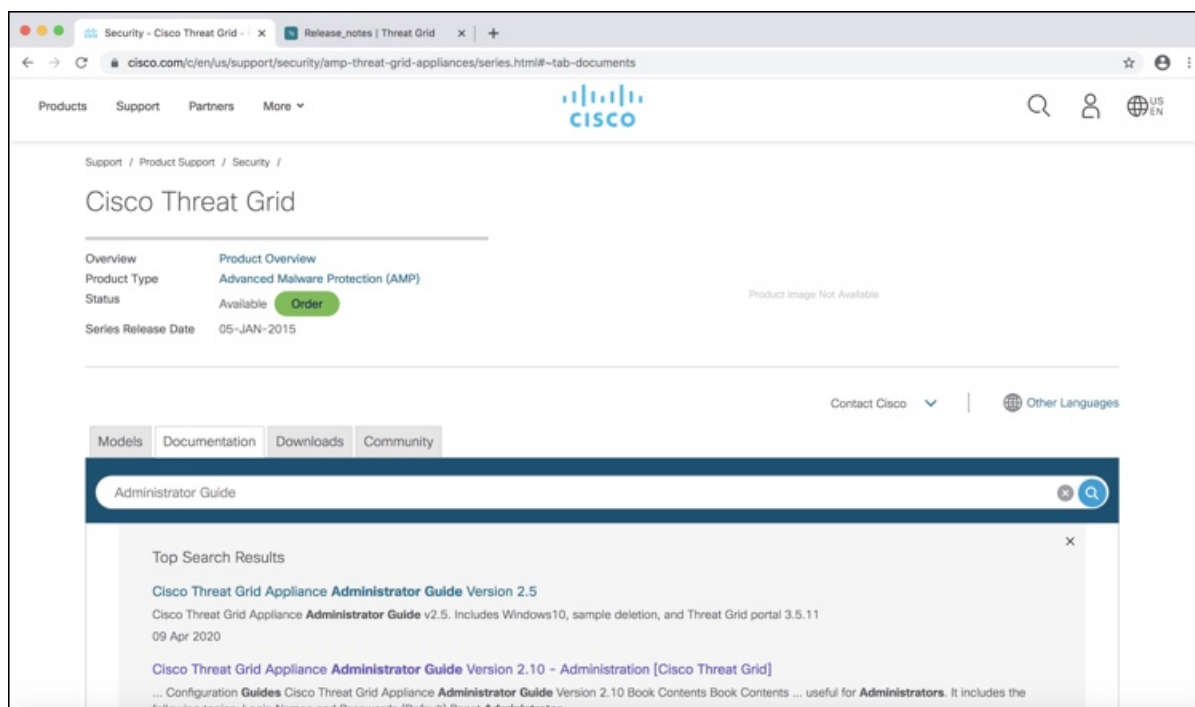 Security - Cisco Threat Grid -
Release_notes | Threat Grid
cisco.com/c/en/us/support/security/amp-threat-grid-appliances/series.html#~tab-documents
Products Support Partners More
CISCO
US
EN
Support / Product Support / Security /
Cisco Threat Grid
Overview Product Overview
Product Type Advanced Malware Protection (AMP)
Status Available Order
Product Image Not Available
Series Release Date 05-JAN-2015
Contact Cisco Other Languages
Models Documentation Downloads Community
Administrator Guide
Top Search Results
Cisco Threat Grid Appliance Administrator Guide Version 2.5
Cisco Threat Grid Appliance Administrator Guide v2.5. Includes Windows10, sample deletion, and Threat Grid portal 3.5.11
09 Apr 2020
Cisco Threat Grid Appliance Administrator Guide Version 2.10 - Administration [Cisco Threat Grid]
... Configuration Guides Cisco Threat Grid Appliance Administrator Guide Version 2.10 Book Contents Book Contents ... useful for Administrators. It includes the